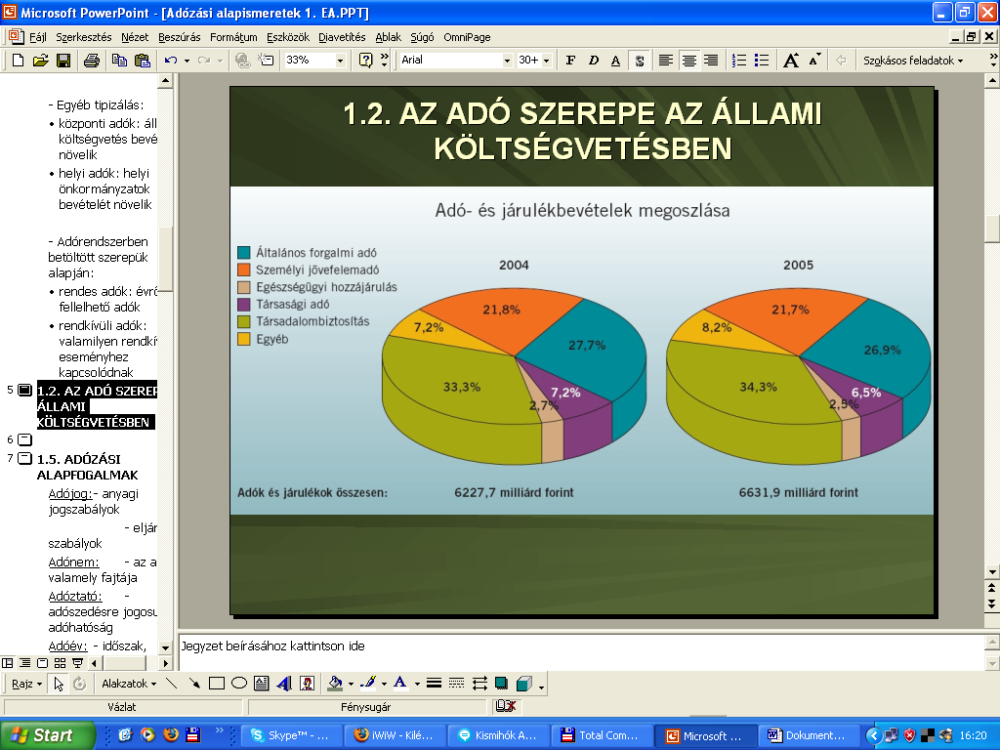 Microsoft PowerPoint - [Adózási alapismeretek 1. EA.PPT]
Fájl Szerkesztés Nézet Beszúrás Formátum Eszközök Diavetítés Ablak Súgó OmniPage
33% Arial 30+ F D A S Szokásos feladatok
- Egyéb tipizálás:
• központi adók: áll
költségvetés bevé
növelik
• helyi adók: helyi
önkormányzatok
bevételét növelik
- Adórendszerben
betöltött szerepük
alapján:
• rendes adók: évrő
fellelhető adók
• rendkívüli adók:
valamilyen rendkív
eseményhez
kapcsolódnak
5 1.2. AZ ADÓ SZEREP
ÁLLAMI
KÖLTSÉGVETÉSBEN
6
7 1.5. ADÓZÁSI
ALAPFOGALMAK
Adójog:- anyagi
jogszabályok
- eljár
szabályok
Adónem: - az a
valamely fajtája
Adóztató: -
adószedésre jogosu
adóhatóság
Adóév: - időszak,
1.2. AZ ADÓ SZEREPE AZ ÁLLAMI
KÖLTSÉGVETÉSBEN
Adó- és járulékbevételek megoszlása
Általános forgalmi adó
Személyi jövefelemadó
Egészségügyi hozzájárulás
Társasági adó
Társadalombiztosítás
Egyéb
2004
21,8%
7,2%
27,7%
33,3%
7,2%
2,7%
2005
21,7%
8,2%
26,9%
34,3%
6,5%
2,5%
Adók és járulékok összesen: 6227,7 milliárd forint 6631,9 milliárd forint
Jegyzet beírásához kattintson ide
Rajz Alakzatok
Vázlat Fénysugár
Start Skype™ - ... iWiW - Kilé... Kismihók A... Total Com... Microsoft ... Dokument... 16:20